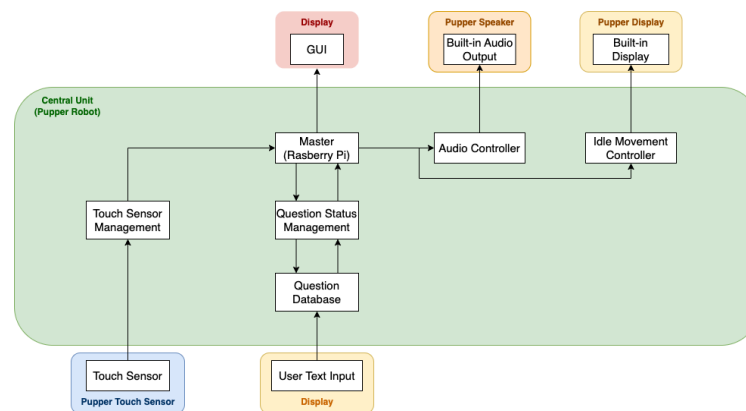 Display
GUI
Pupper Speaker
Built-in Audio
Output
Pupper Display
Built-in
Display
Central Unit
(Pupper Robot)
Master
(Rasberry Pi)
Audio Controller
Idle Movement
Controller
Touch Sensor
Management
Question Status
Management
Question
Database
Touch Sensor
Pupper Touch Sensor
User Text Input
Display